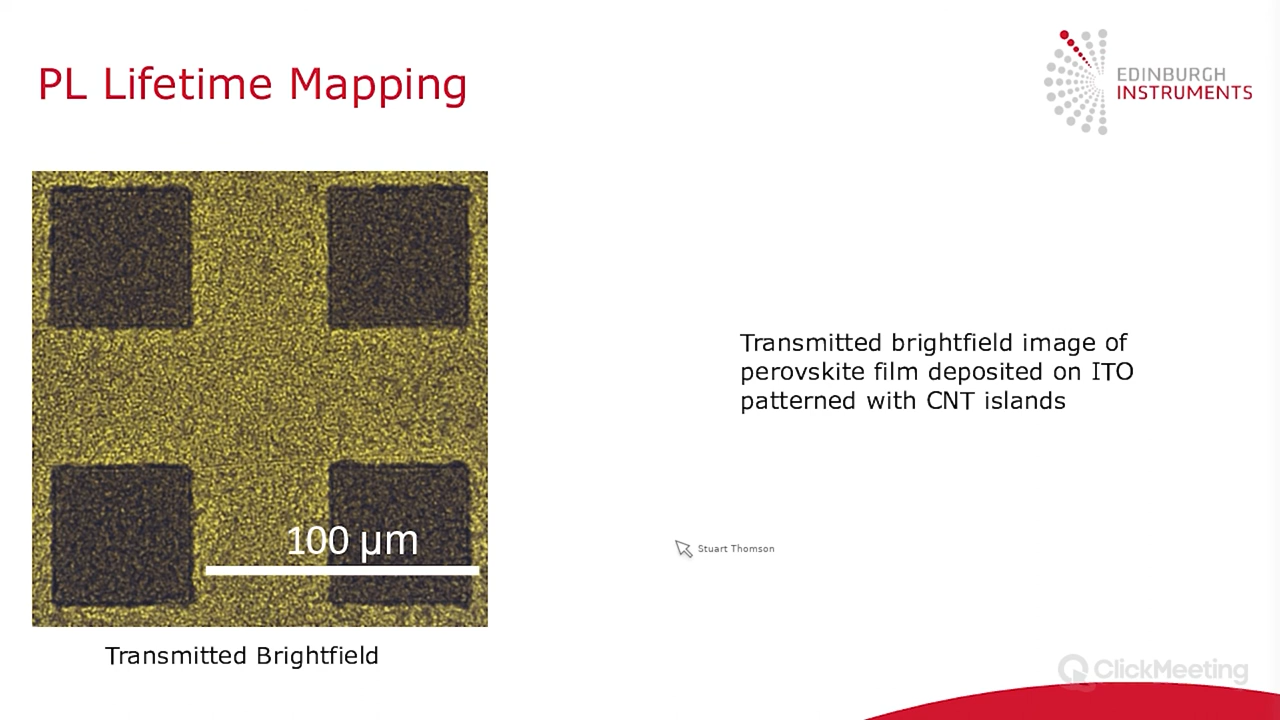 PL Lifetime Mapping
EDINBURGH
INSTRUMENTS
Transmitted brightfield image of
perovskite film deposited on ITO
patterned with CNT islands
100 µm
Stuart Thomson
Transmitted Brightfield
ClickMeeting